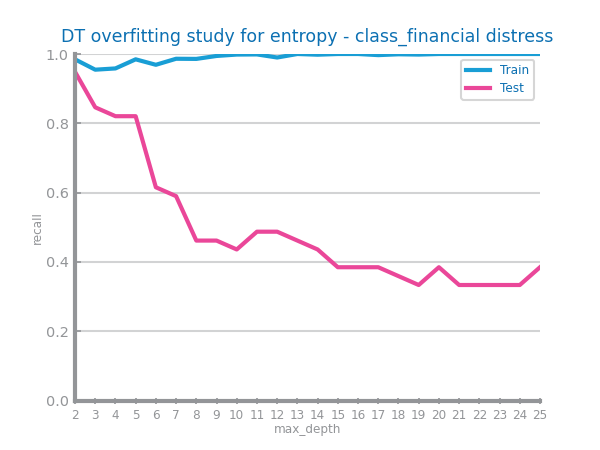 DT overfitting study for entropy - class_financial distress
1.0
Train
Test
0.8
0.6
recall
0.4
0.2
0.0
2 3 4 5 6 7 8 9 10 11 12 13 14 15 16 17 18 19 20 21 22 23 24 25
max_depth